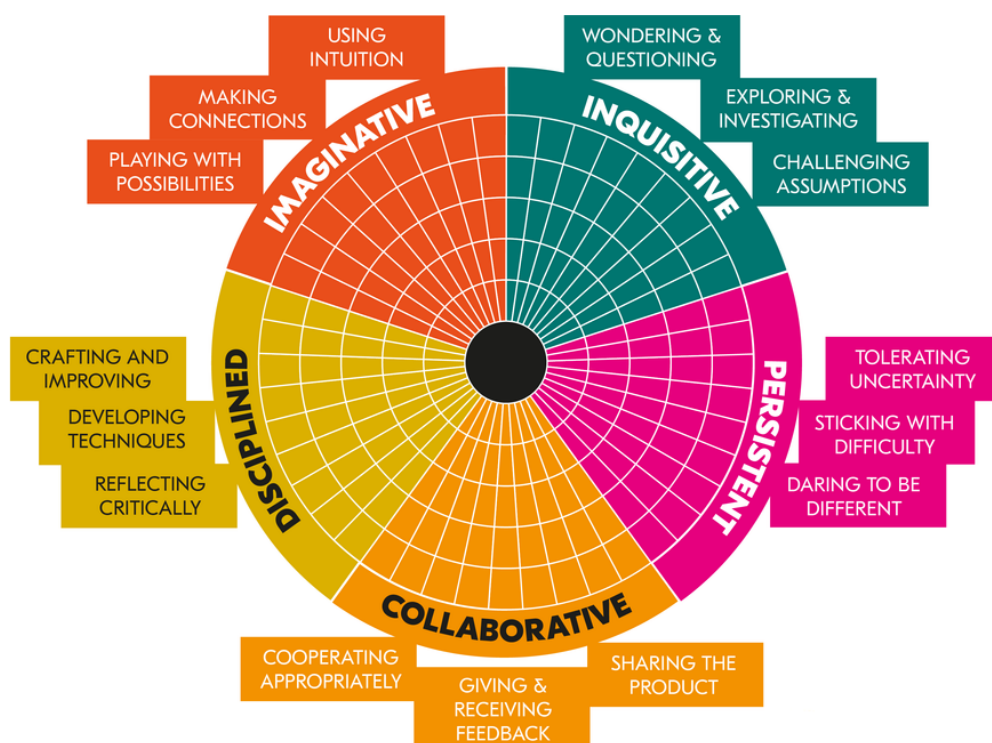 USING
INTUITION
MAKING
CONNECTIONS
PLAYING WITH
POSSIBILITIES
IMAGINATIVE
WONDERING &
QUESTIONING
EXPLORING &
INVESTIGATING
CHALLENGING
ASSUMPTIONS
INQUISITIVE
TOLERATING
UNCERTAINTY
STICKING WITH
DIFFICULTY
DARING TO BE
DIFFERENT
PERSISTENT
SHARING THE
PRODUCT
GIVING &
RECEIVING
FEEDBACK
COOPERATING
APPROPRIATELY
COLLABORATIVE
CRAFTING AND
IMPROVING
DEVELOPING
TECHNIQUES
REFLECTING
CRITICALLY
DISCIPLINED